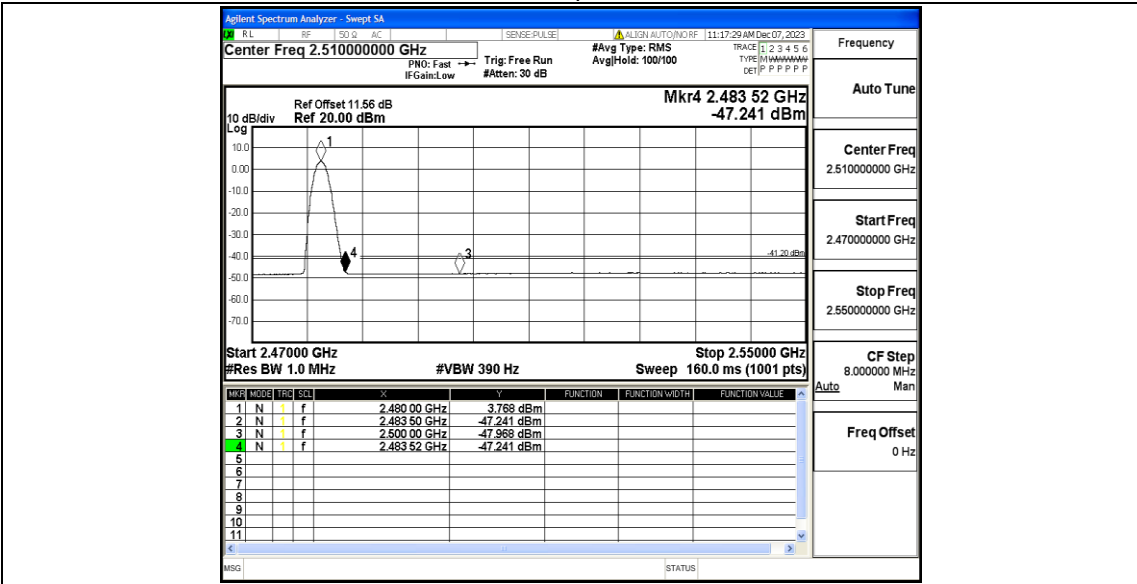 Agilent Spectrum Analyzer - Swept SA
RL RF 50 Ω AC SENSE:PULSE ALIGN AUTO/NO RF 11:17:29 AM Dec 07, 2023
Center Freq 2.510000000 GHz
PNO: Fast
IFGain:Low
Trig: Free Run
#Atten: 30 dB
#Avg Type: RMS
Avg|Hold: 100/100
TRACE 1 2 3 4 5 6
TYPE M WWWWW
DET P P P P P P
Mkr4 2.483 52 GHz
-47.241 dBm
Ref Offset 11.56 dB
10 dB/div Ref 20.00 dBm
Log
10.0
0.00
-10.0
-20.0
-30.0
-40.0
-50.0
-60.0
-70.0
1
4
3
-41.20 dBm
Start 2.47000 GHz Stop 2.55000 GHz
#Res BW 1.0 MHz #VBW 390 Hz Sweep 160.0 ms (1001 pts)
MKR MODE TRC SCL X Y FUNCTION FUNCTION WIDTH FUNCTION VALUE
1 N 1 f 2.480 00 GHz 3.768 dBm
2 N 1 f 2.483 50 GHz -47.241 dBm
3 N 1 f 2.500 00 GHz -47.968 dBm
4 N 1 f 2.483 52 GHz -47.241 dBm
5
6
7
8
9
10
11
MSG STATUS
Frequency
Auto Tune
Center Freq
2.510000000 GHz
Start Freq
2.470000000 GHz
Stop Freq
2.550000000 GHz
CF Step
8.000000 MHz
Auto Man
Freq Offset
0 Hz